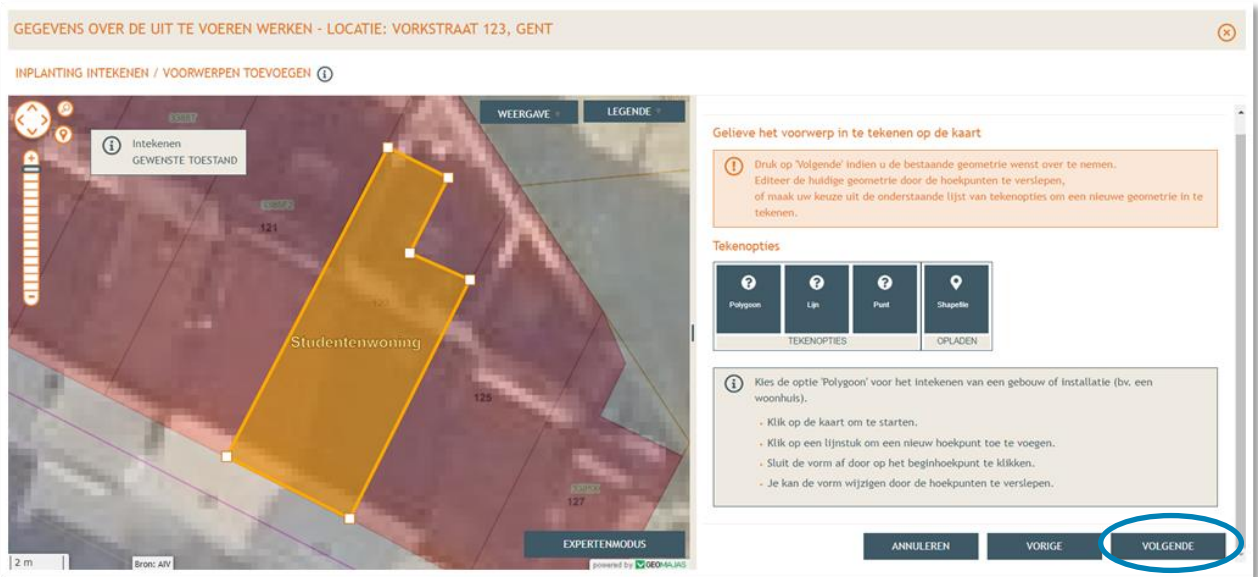 GEGEVENS OVER DE UIT TE VOEREN WERKEN - LOCATIE: VORKSTRAAT 123, GENT
INPLANTING INTEKENEN / VOORWERPEN TOEVOEGEN
WEERGAVE
LEGENDE
Intekenen
GEWENSTE TOESTAND
121
Studentenwoning
125
127
EXPERTENMODUS
2 m
Bron: AIV
powered by GEOMAJAS
Gelieve het voorwerp in te tekenen op de kaart
Druk op 'Volgende' indien u de bestaande geometrie wenst over te nemen.
Editeer de huidige geometrie door de hoekpunten te verslepen,
of maak uw keuze uit de onderstaande lijst van tekenopties om een nieuwe geometrie in te
tekenen.
Tekenopties
Polygoon
Lijn
Punt
Shapefile
TEKENOPTIES
OPLADEN
Kies de optie 'Polygoon' voor het intekenen van een gebouw of installatie (bv. een
woonhuis).
Klik op de kaart om te starten.
Klik op een lijnstuk om een nieuw hoekpunt toe te voegen.
Sluit de vorm af door op het beginhoekpunt te klikken.
Je kan de vorm wijzigen door de hoekpunten te verslepen.
ANNULEREN
VORIGE
VOLGENDE